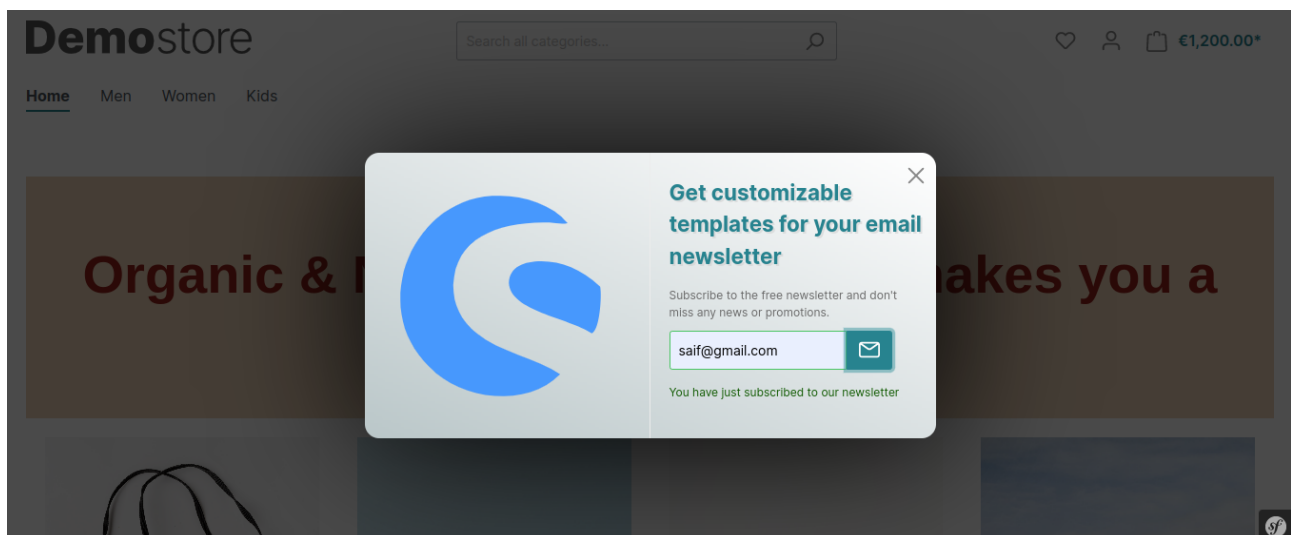 Demostore
Search all categories...
€1,200.00*
Home Men Women Kids
Get customizable
templates for your email
newsletter
Organic & akes you a
Subscribe to the free newsletter and don't
miss any news or promotions.
saif@gmail.com
You have just subscribed to our newsletter
sf